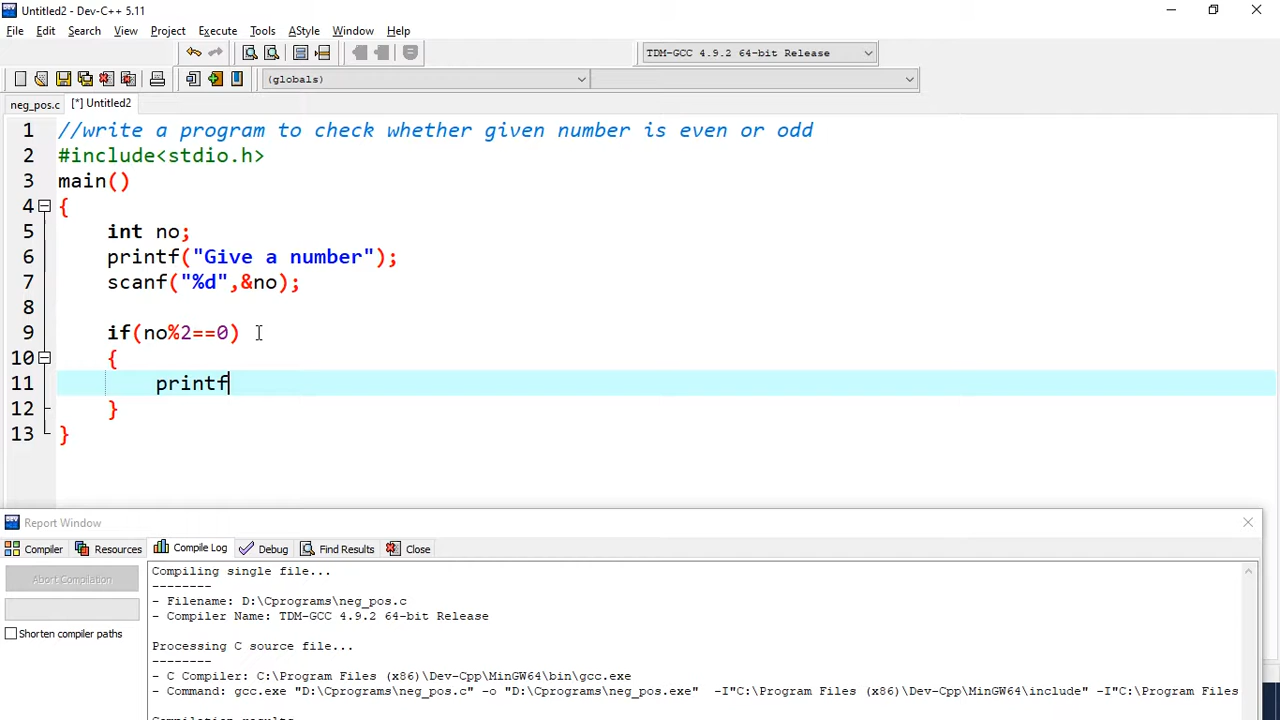 Untitled2 - Dev-C++ 5.11
File Edit Search View Project Execute Tools AStyle Window Help
TDM-GCC 4.9.2 64-bit Release
(globals)
neg_pos.c [*] Untitled2
1 //write a program to check whether given number is even or odd
2 #include<stdio.h>
3 main()
4 {
5 int no;
6 printf("Give a number");
7 scanf("%d",&no);
8
9 if(no%2==0)
10 {
11 printf
12 }
13 }
Report Window
Compiler Resources Compile Log Debug Find Results Close
Abort Compilation
Shorten compiler paths
Compiling single file...
--------
- Filename: D:\Cprograms\neg_pos.c
- Compiler Name: TDM-GCC 4.9.2 64-bit Release
Processing C source file...
--------
- C Compiler: C:\Program Files (x86)\Dev-Cpp\MinGW64\bin\gcc.exe
- Command: gcc.exe "D:\Cprograms\neg_pos.c" -o "D:\Cprograms\neg_pos.exe" -I"C:\Program Files (x86)\Dev-Cpp\MinGW64\include" -I"C:\Program Files
Compilation results